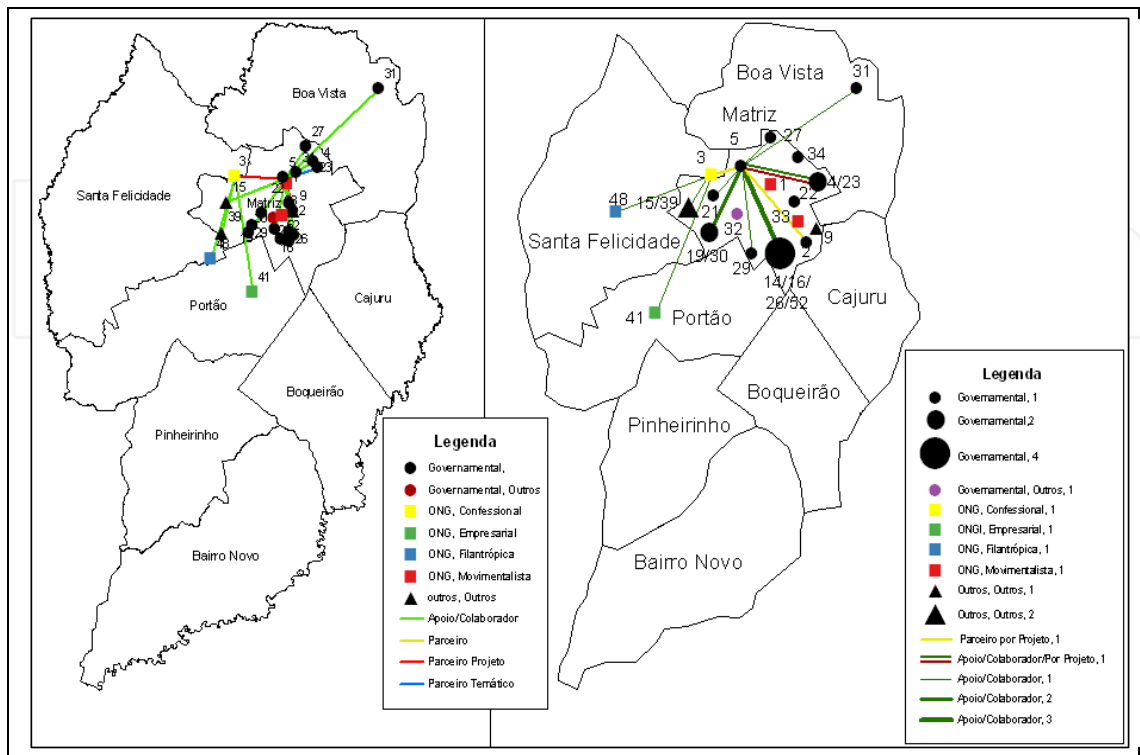 31
Boa Vista
27
34
23
5
3
15
22
1
9
Santa Felicidade
Matriz
39
29
48
26
41
Portão
Cajuru
Boqueirão
Pinheirinho
Bairro Novo
Legenda
Governamental,
Governamental, Outros
ONG, Confessional
ONG, Empresarial
ONG, Filantrópica
ONG, Movimentalista
outros, Outros
Apoio/Colaborador
Parceiro
Parceiro Projeto
Parceiro Temático
Boa Vista
31
Matriz
5
27
34
3
4/23
1
48
15/39
21
22
33
32
Santa Felicidade
9
2
19/30
29
14/16/
26/52
Cajuru
41
Portão
Boqueirão
Pinheirinho
Bairro Novo
Legenda
Governamental, 1
Governamental,2
Governamental, 4
Governamental, Outros, 1
ONG, Confessional, 1
ONGI, Empresarial, 1
ONG, Filantrópica, 1
ONG, Movimentalista, 1
Outros, Outros, 1
Outros, Outros, 2
Parceiro por Projeto, 1
Apoio/Colaborador/Por Projeto, 1
Apoio/Colaborador, 1
Apoio/Colaborador, 2
Apoio/Colaborador, 3